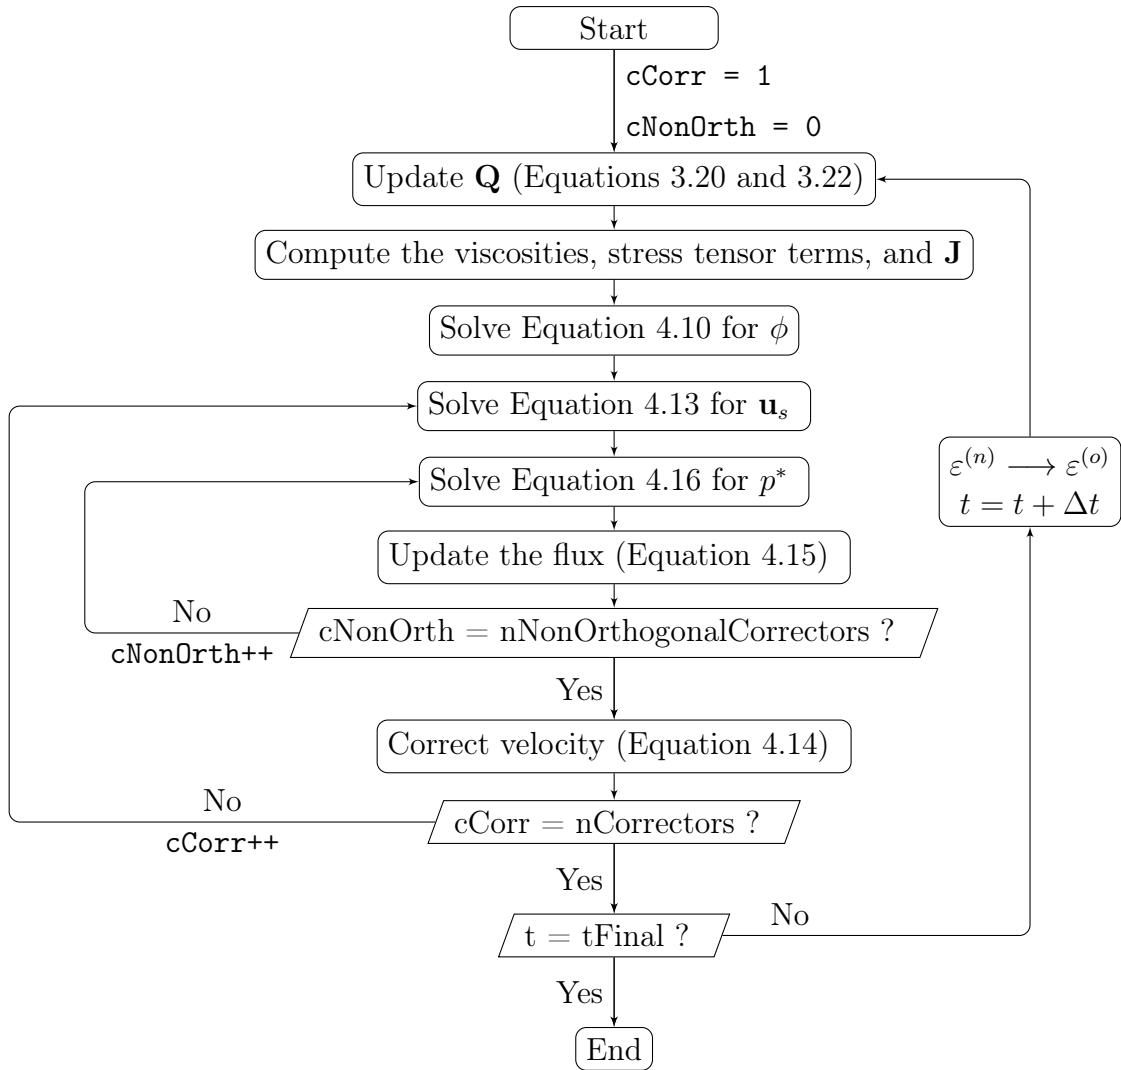 Start
cCorr = 1
cNonOrth = 0
Update Q (Equations 3.20 and 3.22)
Compute the viscosities, stress tensor terms, and J
Solve Equation 4.10 for ϕ
Solve Equation 4.13 for uₛ
ε⁽ⁿ⁾ ⟶ ε⁽ᵒ⁾
t = t + Δt
Solve Equation 4.16 for p*
Update the flux (Equation 4.15)
No
cNonOrth++
cNonOrth = nNonOrthogonalCorrectors ?
Yes
Correct velocity (Equation 4.14)
No
cCorr++
cCorr = nCorrectors ?
Yes
t = tFinal ?
No
Yes
End